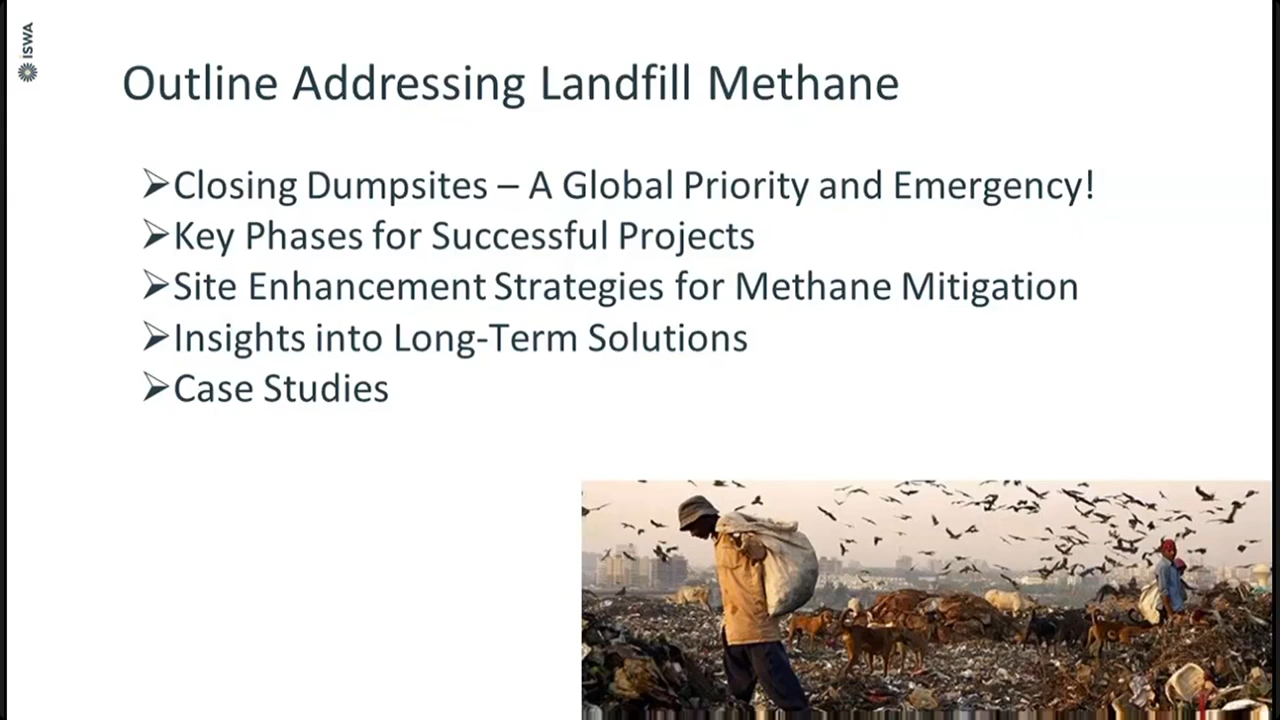 ISWA
Outline Addressing Landfill Methane
➢Closing Dumpsites – A Global Priority and Emergency!
➢Key Phases for Successful Projects
➢Site Enhancement Strategies for Methane Mitigation
➢Insights into Long-Term Solutions
➢Case Studies